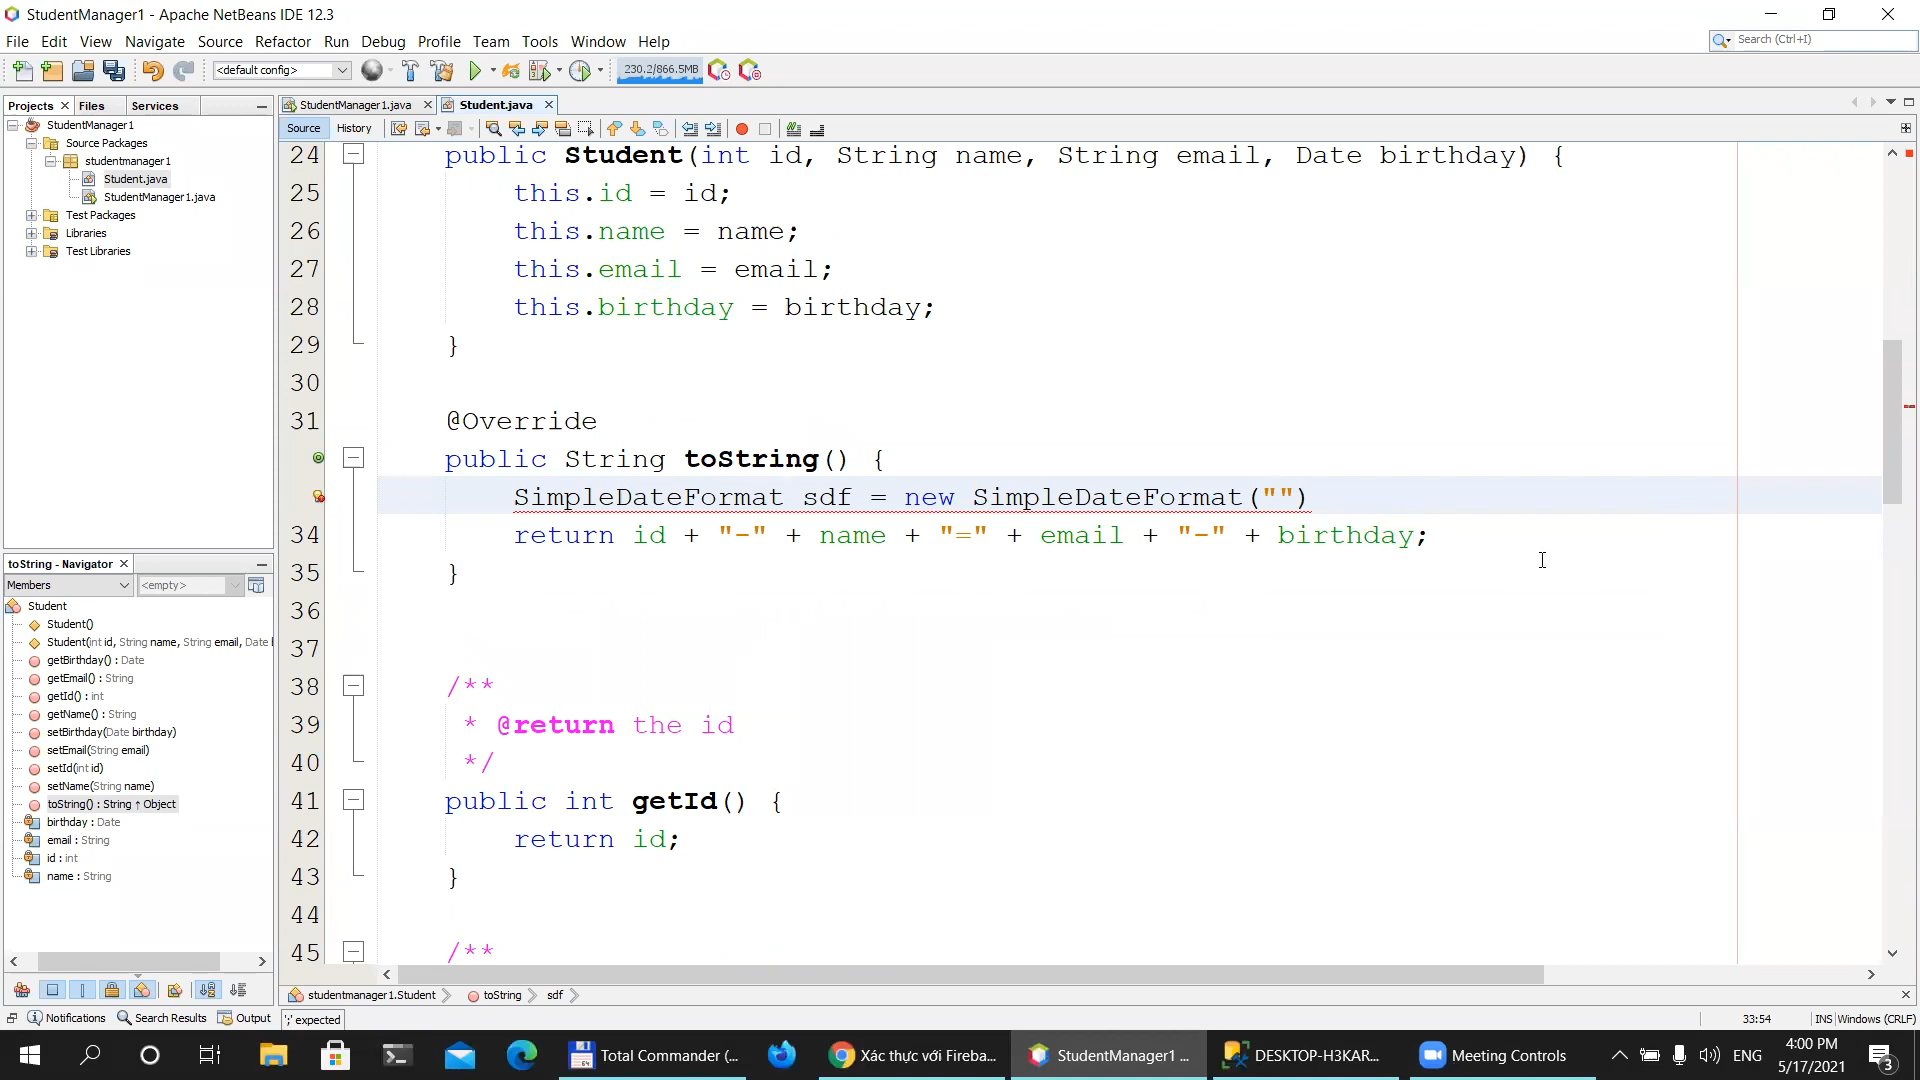 StudentManager1 - Apache NetBeans IDE 12.3
File Edit View Navigate Source Refactor Run Debug Profile Team Tools Window Help
Search (Ctrl+I)
<default config>
230.2/866.5MB
Projects Files Services
StudentManager1.java Student.java
StudentManager1
Source Packages
studentmanager1
Student.java
StudentManager1.java
Test Packages
Libraries
Test Libraries
Source History
24 public Student(int id, String name, String email, Date birthday) {
25 this.id = id;
26 this.name = name;
27 this.email = email;
28 this.birthday = birthday;
29 }
30
31 @Override
public String toString() {
SimpleDateFormat sdf = new SimpleDateFormat("")
34 return id + "-" + name + "=" + email + "-" + birthday;
35 }
36
37
38 /**
39 * @return the id
40 */
41 public int getId() {
42 return id;
43 }
44
45 /**
toString - Navigator
Members <empty>
Student
Student()
Student(int id, String name, String email, Date
getBirthday() : Date
getEmail() : String
getId() : int
getName() : String
setBirthday(Date birthday)
setEmail(String email)
setId(int id)
setName(String name)
toString() : String ↑ Object
birthday : Date
email : String
id : int
name : String
studentmanager1.Student toString sdf
Notifications Search Results Output ';' expected
33:54 INS Windows (CRLF)
Total Commander (... Xác thực với Fireba... StudentManager1 ... DESKTOP-H3KAR... Meeting Controls
ENG
4:00 PM
5/17/2021
3